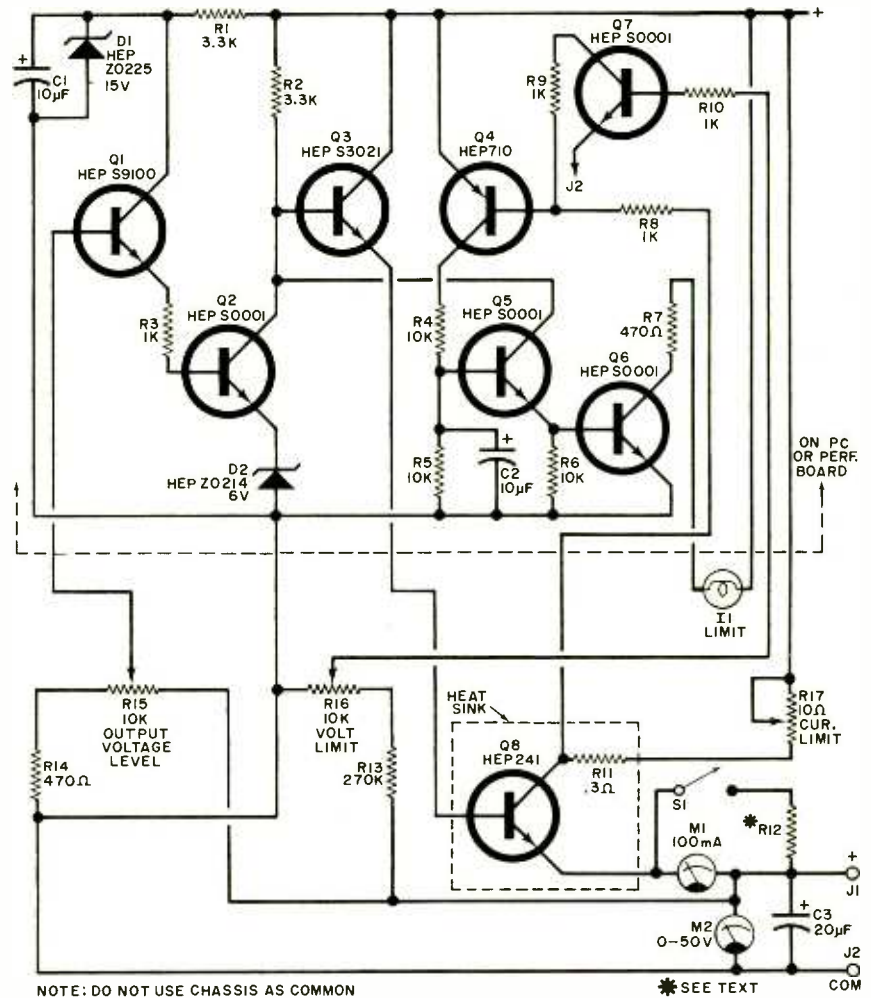 +
R1
3.3K
D1
HEP
Z0225
15V
+
C1
10µF
R2
3.3K
Q7
HEP S0001
R9
1K
R10
1K
J2
Q1
HEP S9100
Q3
HEP S3021
Q4
HEP710
R8
1K
R3
1K
Q2
HEP S0001
R4
10K
Q5
HEP S0001
R7
470Ω
Q6
HEP S0001
D2
HEP Z0214
6V
R5
10K
+
C2
10µF
R6
10K
ON PC
OR PERF.
BOARD
I1
LIMIT
R15
10K
OUTPUT
VOLTAGE
LEVEL
R16
10K
VOLT
LIMIT
HEAT
SINK
R17
10Ω
CUR.
LIMIT
R14
470Ω
R13
270K
Q8
HEP241
R11
.3Ω
S1
M1
100mA
✱R12
+
J1
+
C3
20µF
M2
0-50V
J2
COM
NOTE: DO NOT USE CHASSIS AS COMMON
✱SEE TEXT